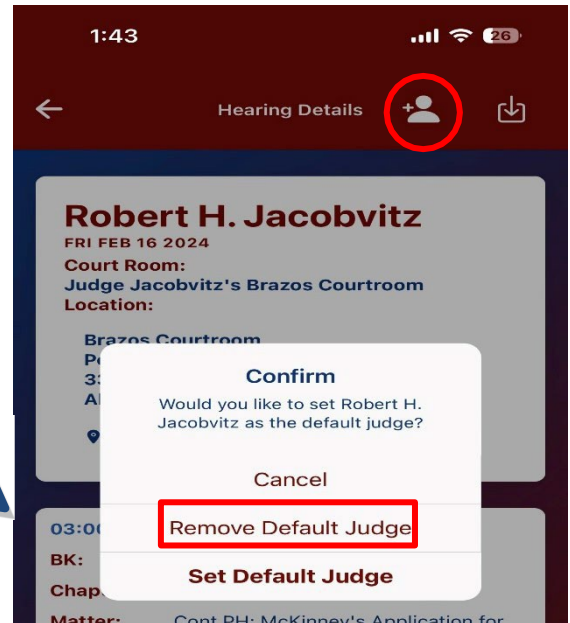 1:43
26
Hearing Details
Robert H. Jacobvitz
FRI FEB 16 2024
Court Room:
Judge Jacobvitz's Brazos Courtroom
Location:
Brazos Courtroom
Confirm
Would you like to set Robert H.
Jacobvitz as the default judge?
Cancel
Remove Default Judge
Set Default Judge
03:00
BK:
Chap
Matter: Cont PH: McKinney's Application for